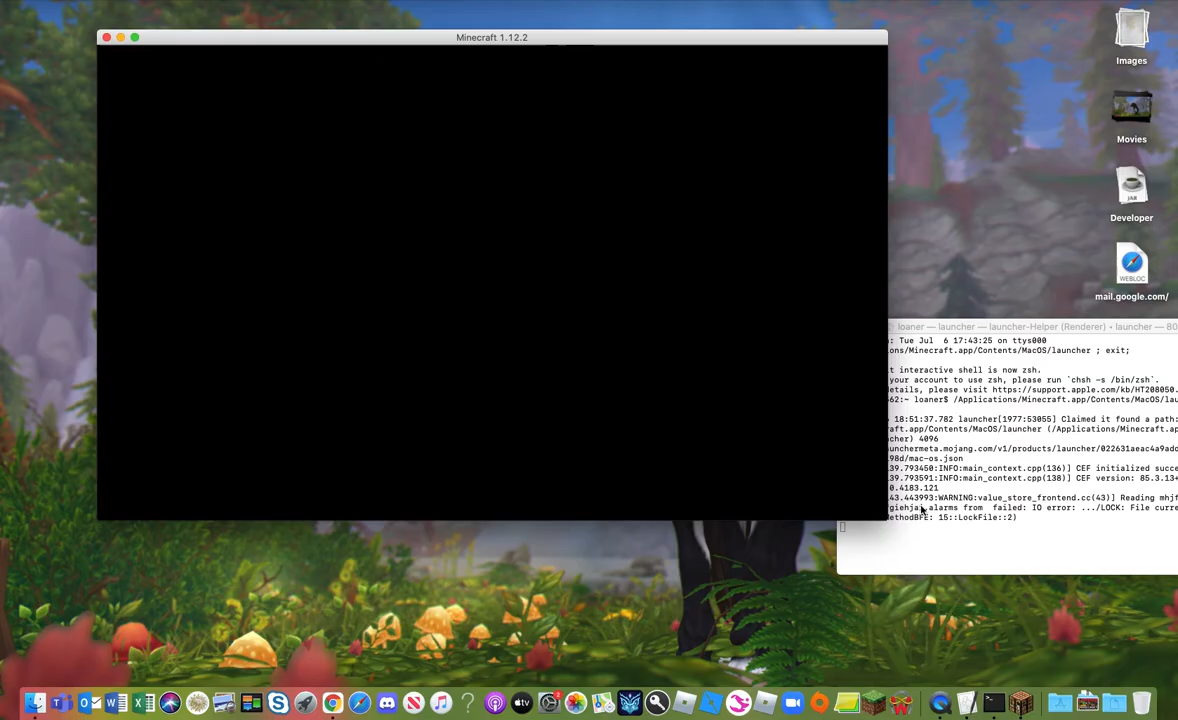 Minecraft 1.12.2
Images
Movies
JAR
Developer
WEBLOC
mail.google.com/
loaner — launcher — launcher-Helper (Renderer) • launcher — 80
: Tue Jul 6 17:43:25 on ttys000
ons/Minecraft.app/Contents/MacOS/launcher ; exit;
t interactive shell is now zsh.
your account to use zsh, please run `chsh -s /bin/zsh`.
etails, please visit https://support.apple.com/kb/HT208050.
62:~ loaner$ /Applications/Minecraft.app/Contents/MacOS/lau
18:51:37.782 launcher[1977:53055] Claimed it found a path:
raft.app/Contents/MacOS/launcher (/Applications/Minecraft.ap
ncher) 4096
unchermeta.mojang.com/v1/products/launcher/022631aeac4a9add
98d/mac-os.json
39.793450:INFO:main_context.cpp(136)] CEF initialized succe
39.793591:INFO:main_context.cpp(138)] CEF version: 85.3.13+
0.4183.121
43.443993:WARNING:value_store_frontend.cc(43)] Reading mhjf
giehjai.alarms from failed: IO error: .../LOCK: File curre
ethodBFE: 15::LockFile::2)